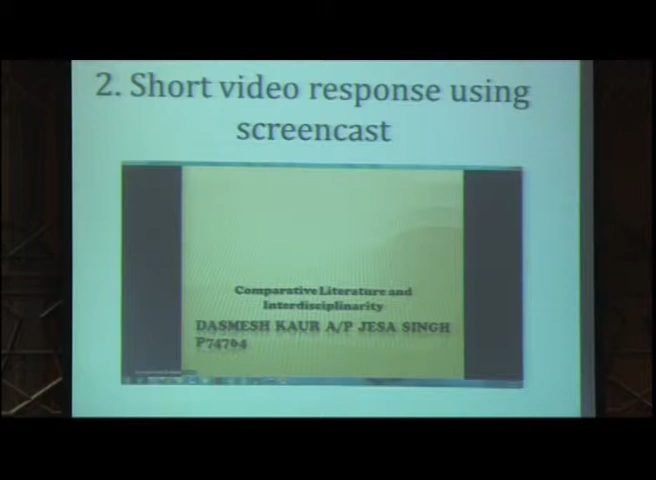 2. Short video response using
screencast
Comparative Literature and
Interdisciplinarity
DASMESH KAUR A/P JESA SINGH
P74764